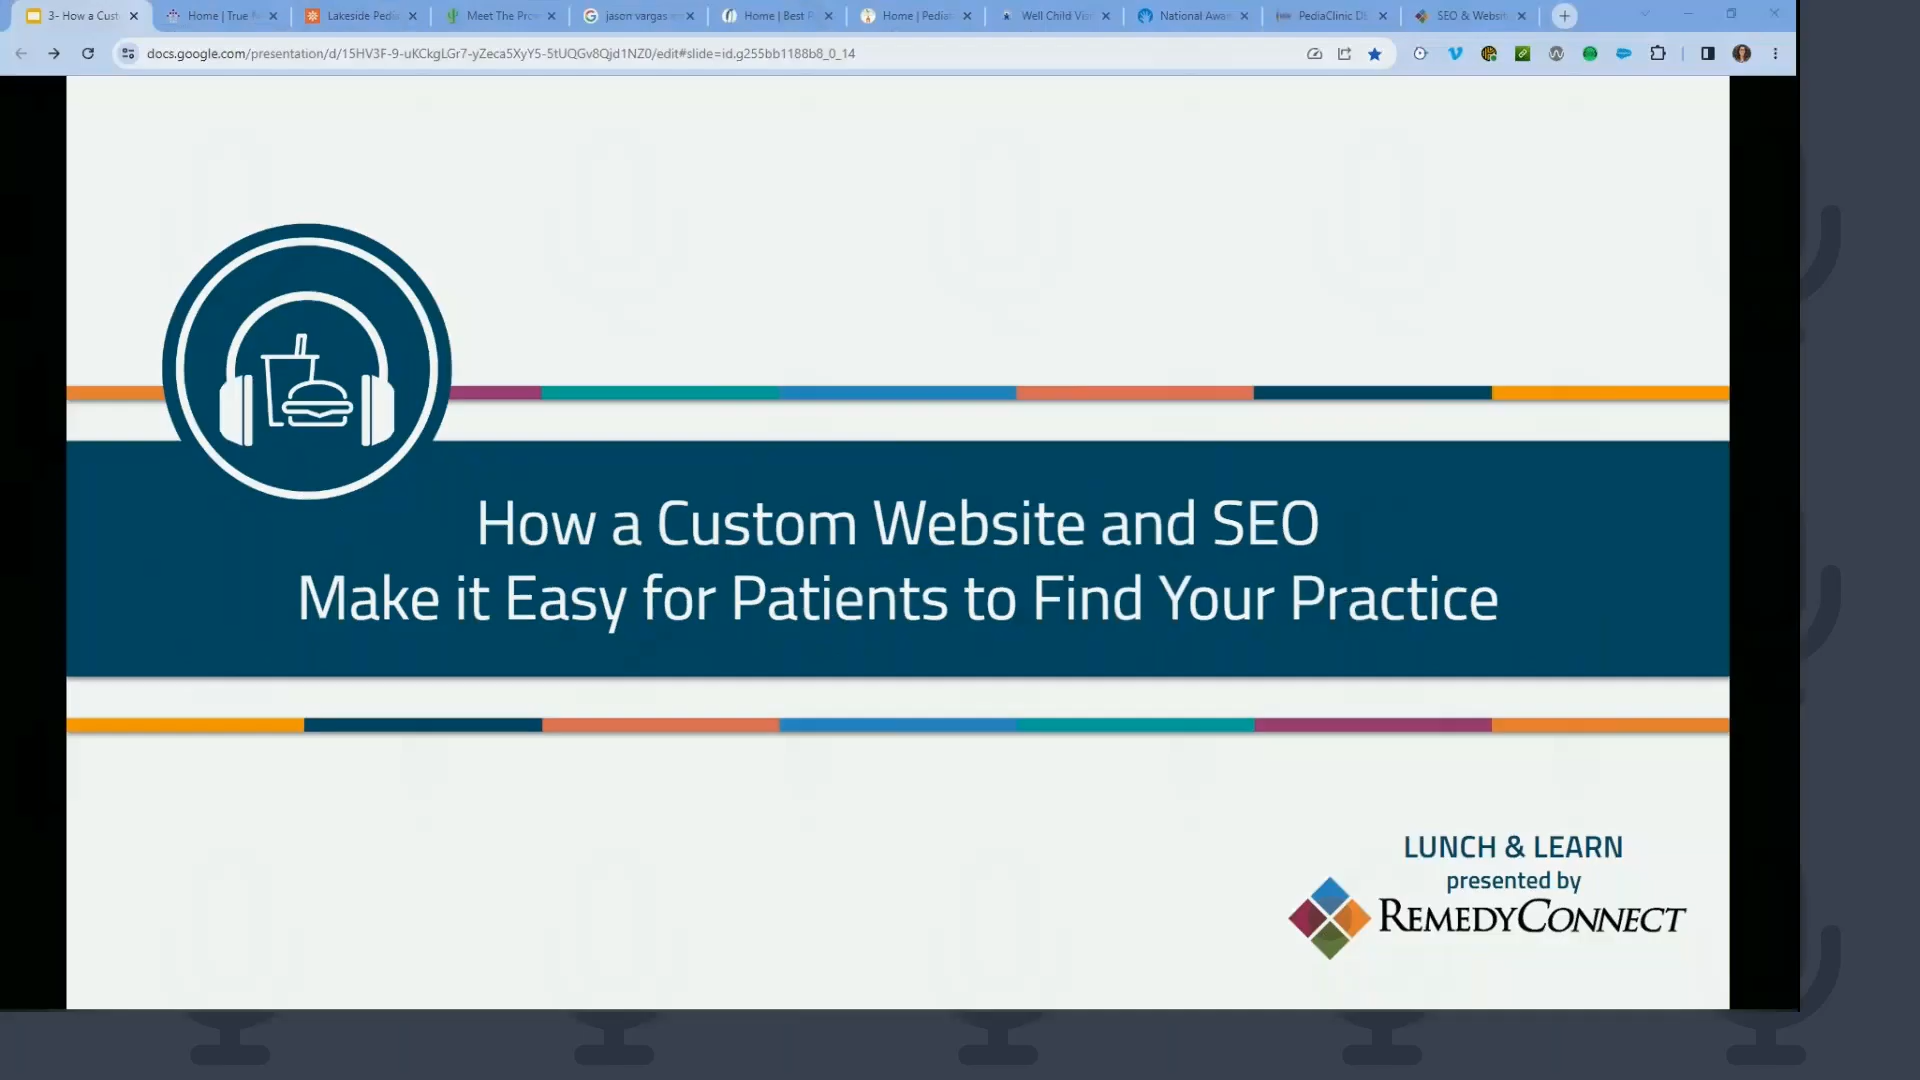 3- How a Cust
Home | True
Lakeside Pedi
Meet The Pro
jason vargas
Home | Best
Home | Pedia
Well Child Vis
National Awa
PediaClinic
SEO & Websit
docs.google.com/presentation/d/15HV3F-9-uKCkgLGr7-yZeca5XyY5-5tUQGv8Qjd1NZ0/edit#slide=id.g255bb1188b8_0_14
How a Custom Website and SEO
Make it Easy for Patients to Find Your Practice
LUNCH & LEARN
presented by
REMEDYCONNECT